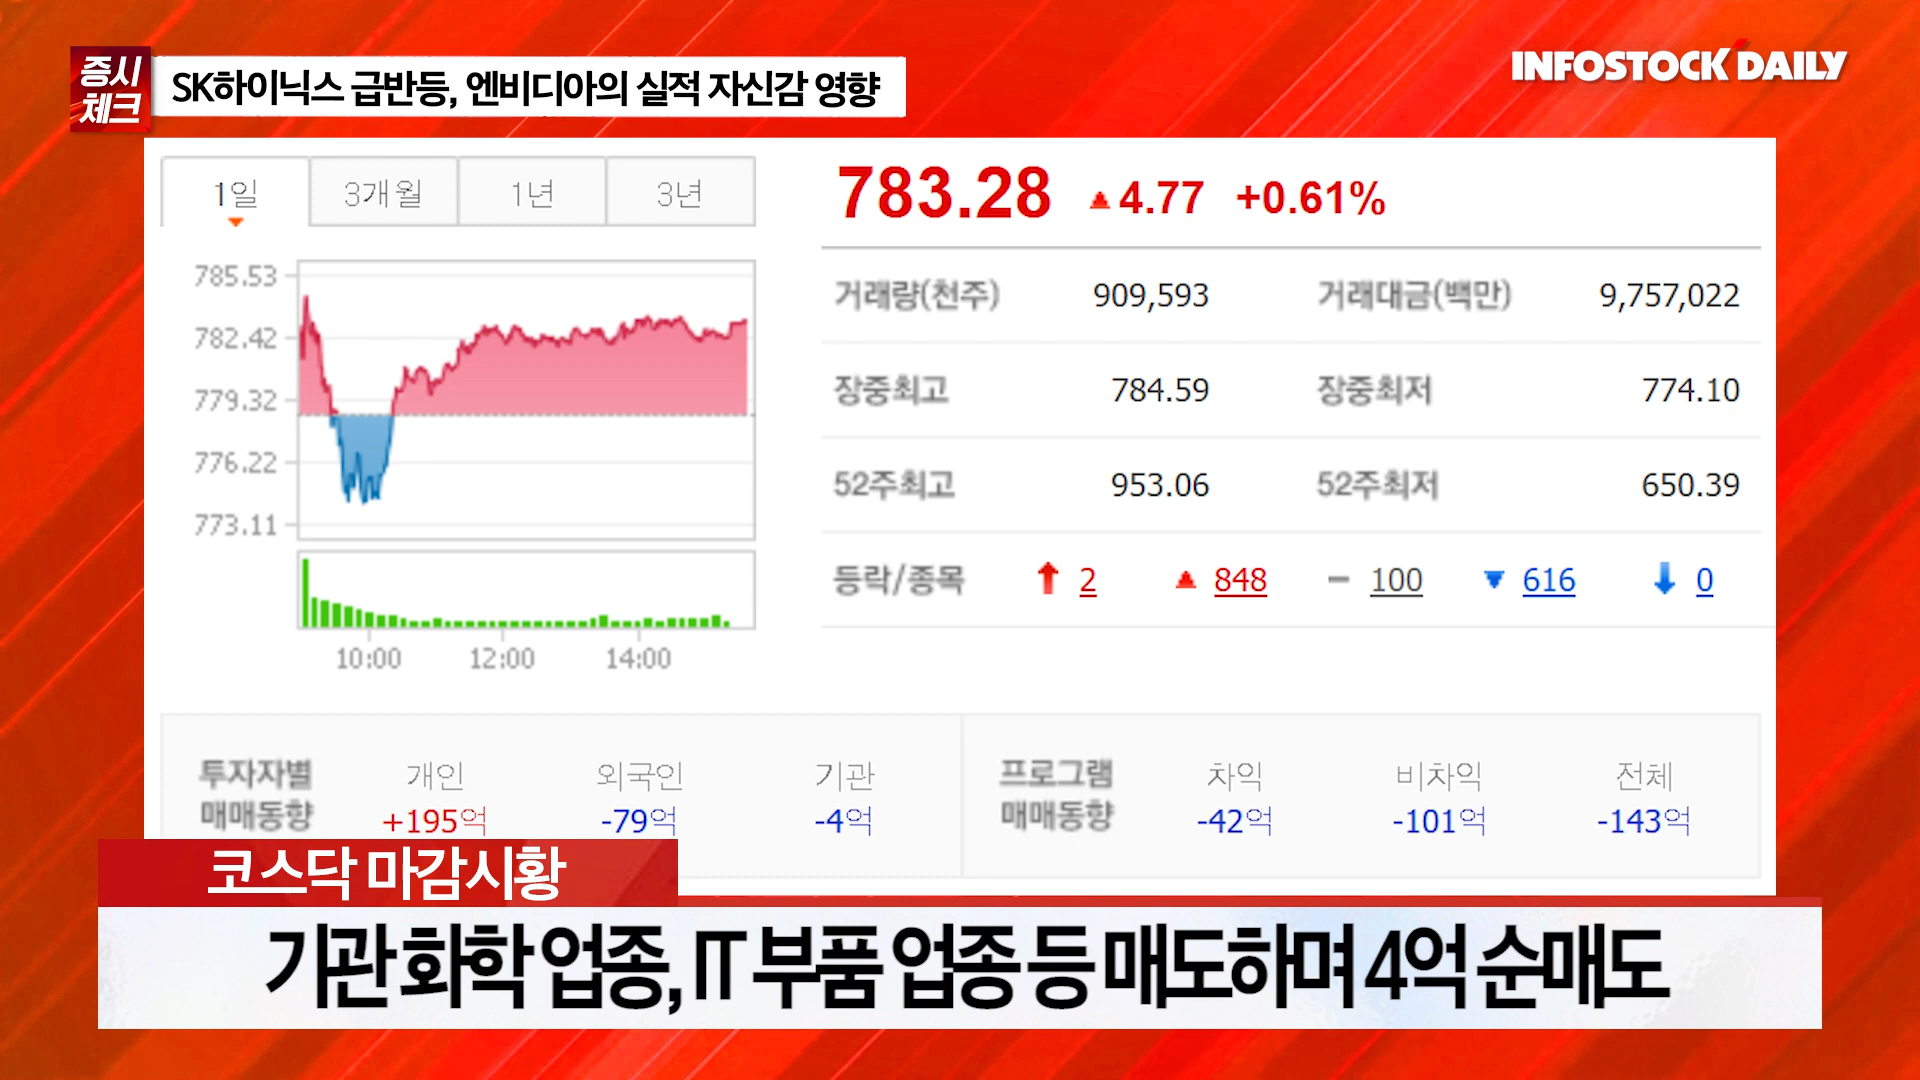 증시
체크
SK하이닉스 급반등, 엔비디아의 실적 자신감 영향
INFOSTOCK DAILY
1일 3개월 1년 3년
783.28 ▲4.77 +0.61%
785.53
782.42
779.32
776.22
773.11
10:00 12:00 14:00
거래량(천주) 909,593 거래대금(백만) 9,757,022
장중최고 784.59 장중최저 774.10
52주최고 953.06 52주최저 650.39
등락/종목 2 ▲ 848 − 100 ▼ 616 0
투자자별
매매동향
개인 외국인 기관
+195억 -79억 -4억
프로그램
매매동향
차익 비차익 전체
-42억 -101억 -143억
코스닥 마감시황
기관 화학 업종, IT 부품 업종 등 매도하며 4억 순매도